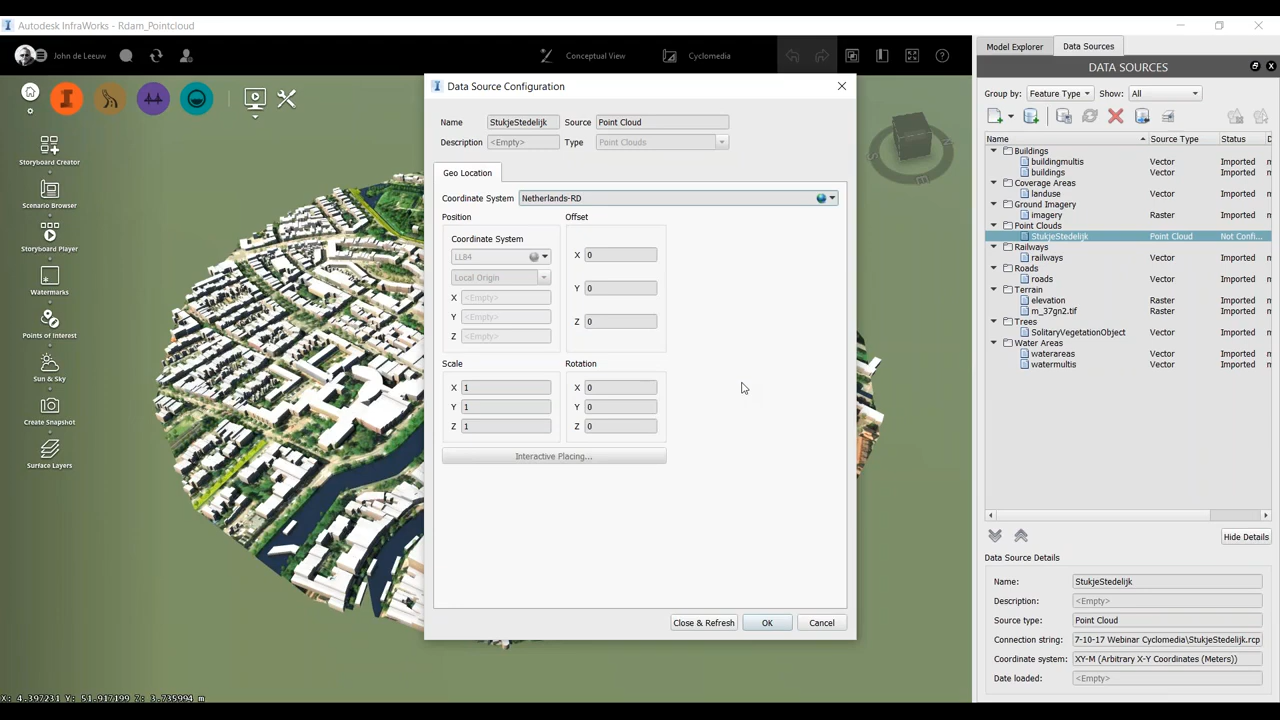 Autodesk InfraWorks - Rdam_Pointcloud
John de Leeuw
Conceptual View
Cyclomedia
Storyboard Creator
Scenario Browser
Storyboard Player
Watermarks
Points of Interest
Sun & Sky
Create Snapshot
Surface Layers
X: 4.397231 Y: 51.917199 Z: 3.735994 m
Data Source Configuration
Name StukjeStedelijk Source Point Cloud
Description <Empty> Type Point Clouds
Geo Location
Coordinate System Netherlands-RD
Position Offset
Coordinate System
LL84
Local Origin
X <Empty>
Y <Empty>
Z <Empty>
X 0
Y 0
Z 0
Scale Rotation
X 1 X 0
Y 1 Y 0
Z 1 Z 0
Interactive Placing...
Close & Refresh OK Cancel
Model Explorer Data Sources
DATA SOURCES
Group by: Feature Type Show: All
Name Source Type Status
Buildings
buildingmultis Vector Imported
buildings Vector Imported
Coverage Areas
landuse Vector Imported
Ground Imagery
imagery Raster Imported
Point Clouds
StukjeStedelijk Point Cloud Not Confi...
Railways
railways Vector Imported
Roads
roads Vector Imported
Terrain
elevation Raster Imported
m_37gn2.tif Raster Imported
Trees
SolitaryVegetationObject Vector Imported
Water Areas
waterareas Vector Imported
watermultis Vector Imported
Hide Details
Data Source Details
Name: StukjeStedelijk
Description: <Empty>
Source type: Point Cloud
Connection string: 7-10-17 Webinar Cyclomedia\StukjeStedelijk.rcp
Coordinate system: XY-M (Arbitrary X-Y Coordinates (Meters))
Date loaded: <Empty>